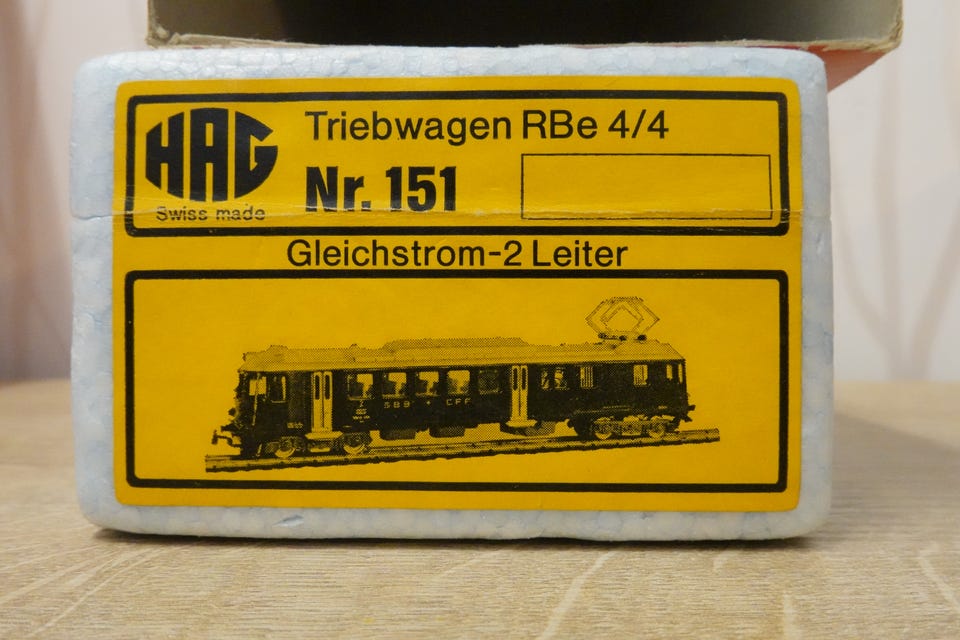 HAG
Swiss made
Triebwagen RBe 4/4
Nr. 151
Gleichstrom-2 Leiter
SBB CFF